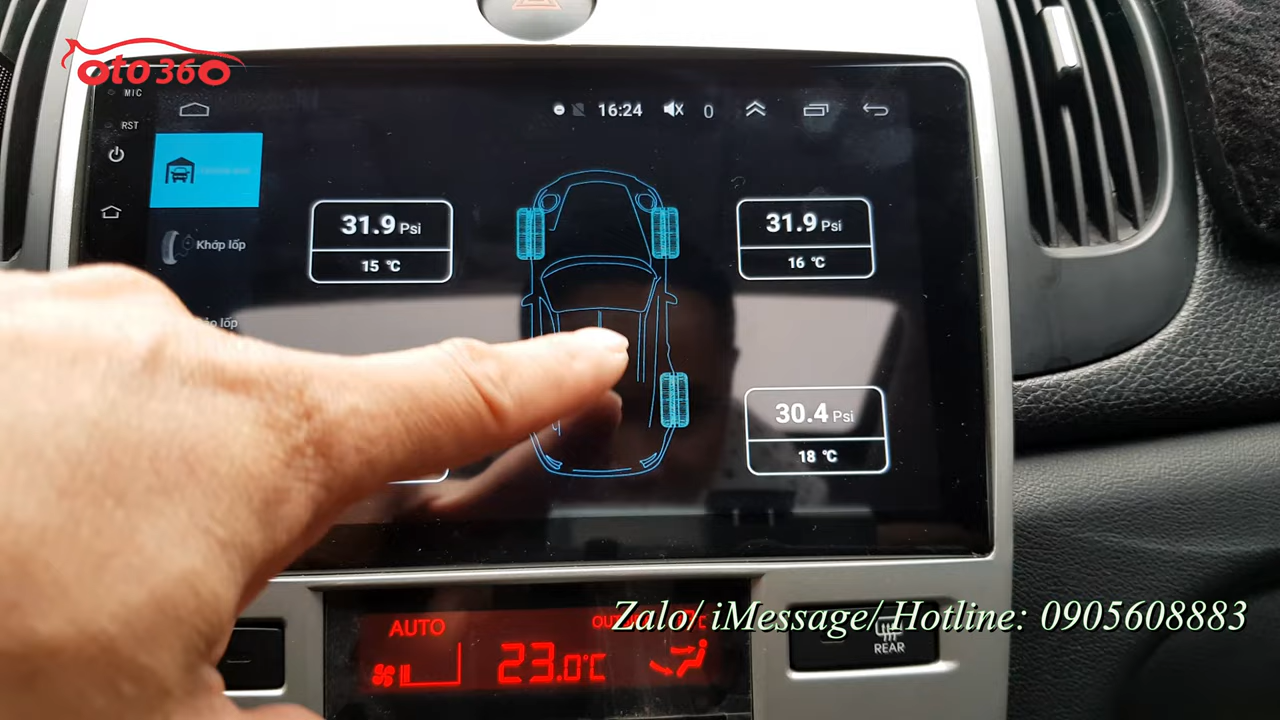 oto360
MIC
16:24
0
RST
31.9 Psi
15 ℃
31.9 Psi
16 ℃
Khớp lốp
lốp
30.4 Psi
18 ℃
Zalo/ iMessage/ Hotline: 0905608883
AUTO
23.0℃
REAR